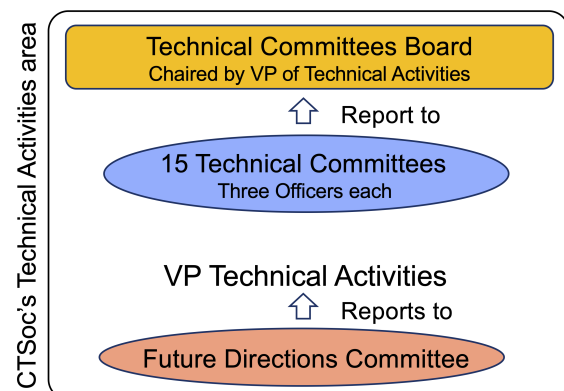 CTSoc's Technical Activities area
Technical Committees Board
Chaired by VP of Technical Activities
Report to
15 Technical Committees
Three Officers each
VP Technical Activities
Reports to
Future Directions Committee